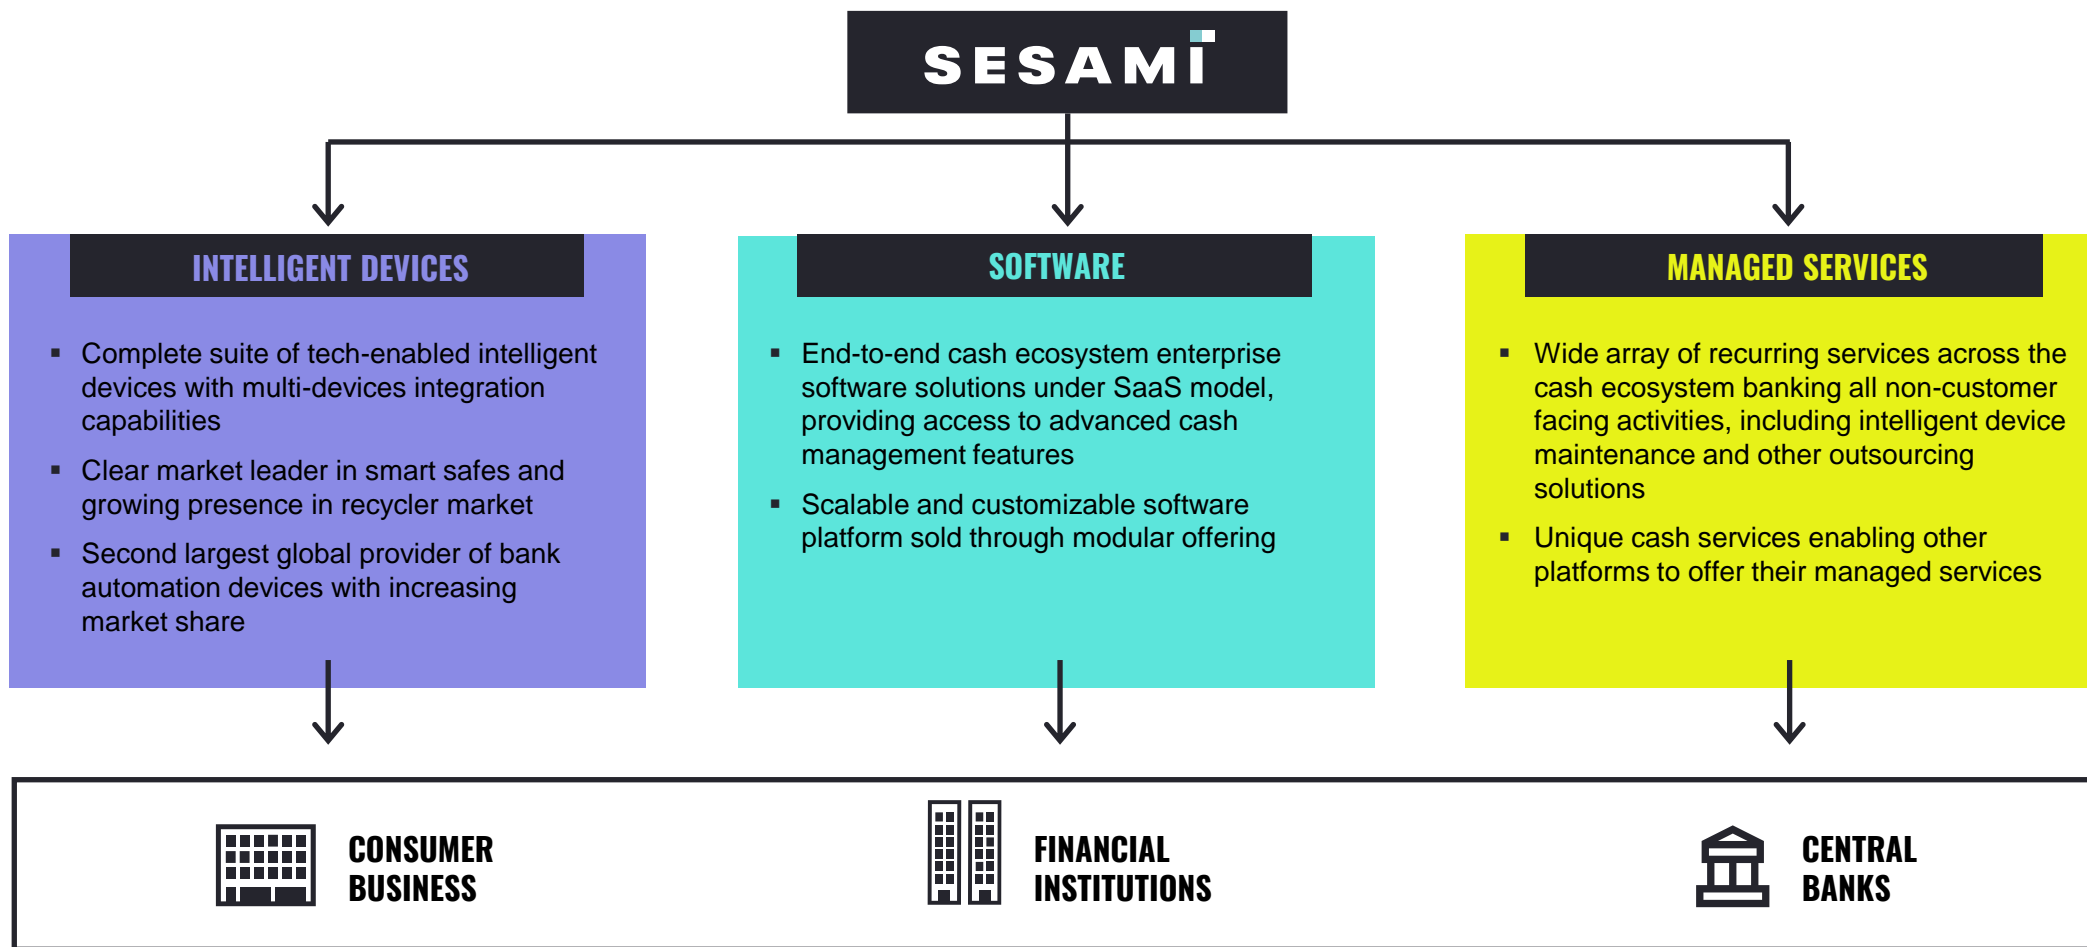 SESAMI
INTELLIGENT DEVICES
▪ Complete suite of tech-enabled intelligent
devices with multi-devices integration
capabilities
▪ Clear market leader in smart safes and
growing presence in recycler market
▪ Second largest global provider of bank
automation devices with increasing
market share
SOFTWARE
▪ End-to-end cash ecosystem enterprise
software solutions under SaaS model,
providing access to advanced cash
management features
▪ Scalable and customizable software
platform sold through modular offering
MANAGED SERVICES
▪ Wide array of recurring services across the
cash ecosystem banking all non-customer
facing activities, including intelligent device
maintenance and other outsourcing
solutions
▪ Unique cash services enabling other
platforms to offer their managed services
CONSUMER
BUSINESS
FINANCIAL
INSTITUTIONS
CENTRAL
BANKS